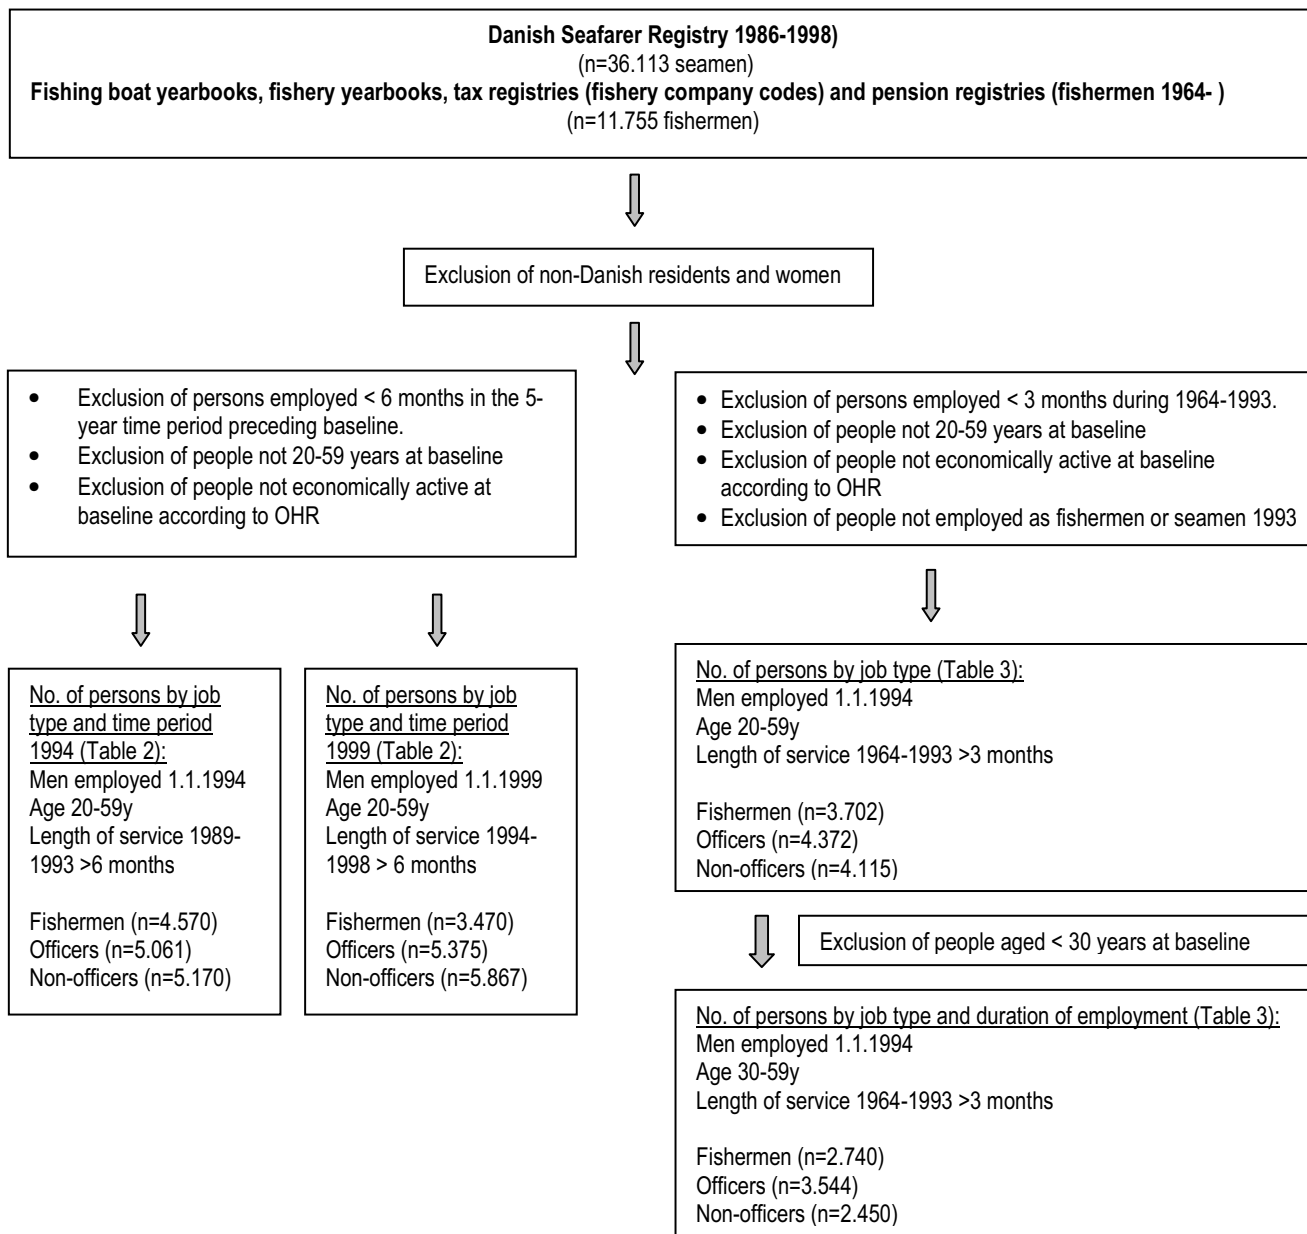 Danish Seafarer Registry 1986-1998)
(n=36.113 seamen)
Fishing boat yearbooks, fishery yearbooks, tax registries (fishery company codes) and pension registries (fishermen 1964- )
(n=11.755 fishermen)
Exclusion of non-Danish residents and women
• Exclusion of persons employed < 6 months in the 5-
year time period preceding baseline.
• Exclusion of people not 20-59 years at baseline
• Exclusion of people not economically active at
baseline according to OHR
• Exclusion of persons employed < 3 months during 1964-1993.
• Exclusion of people not 20-59 years at baseline
• Exclusion of people not economically active at baseline
according to OHR
• Exclusion of people not employed as fishermen or seamen 1993
No. of persons by job
type and time period
1994 (Table 2):
Men employed 1.1.1994
Age 20-59y
Length of service 1989-
1993 >6 months
Fishermen (n=4.570)
Officers (n=5.061)
Non-officers (n=5.170)
No. of persons by job
type and time period
1999 (Table 2):
Men employed 1.1.1999
Age 20-59y
Length of service 1994-
1998 > 6 months
Fishermen (n=3.470)
Officers (n=5.375)
Non-officers (n=5.867)
No. of persons by job type (Table 3):
Men employed 1.1.1994
Age 20-59y
Length of service 1964-1993 >3 months
Fishermen (n=3.702)
Officers (n=4.372)
Non-officers (n=4.115)
Exclusion of people aged < 30 years at baseline
No. of persons by job type and duration of employment (Table 3):
Men employed 1.1.1994
Age 30-59y
Length of service 1964-1993 >3 months
Fishermen (n=2.740)
Officers (n=3.544)
Non-officers (n=2.450)